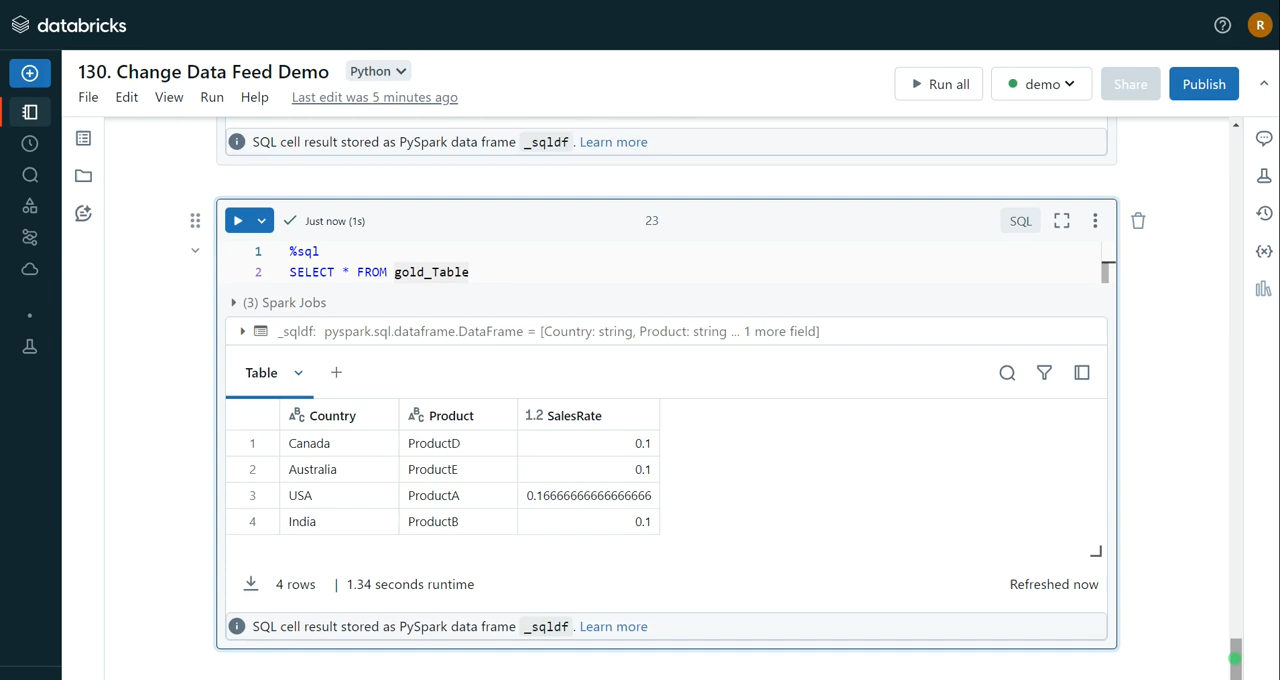 databricks
R
130. Change Data Feed Demo Python
File Edit View Run Help Last edit was 5 minutes ago
Run all demo Share Publish
SQL cell result stored as PySpark data frame _sqldf . Learn more
Just now (1s) 23 SQL
1 %sql
2 SELECT * FROM gold_Table
(3) Spark Jobs
_sqldf: pyspark.sql.dataframe.DataFrame = [Country: string, Product: string ... 1 more field]
Table
Country Product 1.2 SalesRate
1 Canada ProductD 0.1
2 Australia ProductE 0.1
3 USA ProductA 0.16666666666666666
4 India ProductB 0.1
4 rows | 1.34 seconds runtime Refreshed now
SQL cell result stored as PySpark data frame _sqldf . Learn more